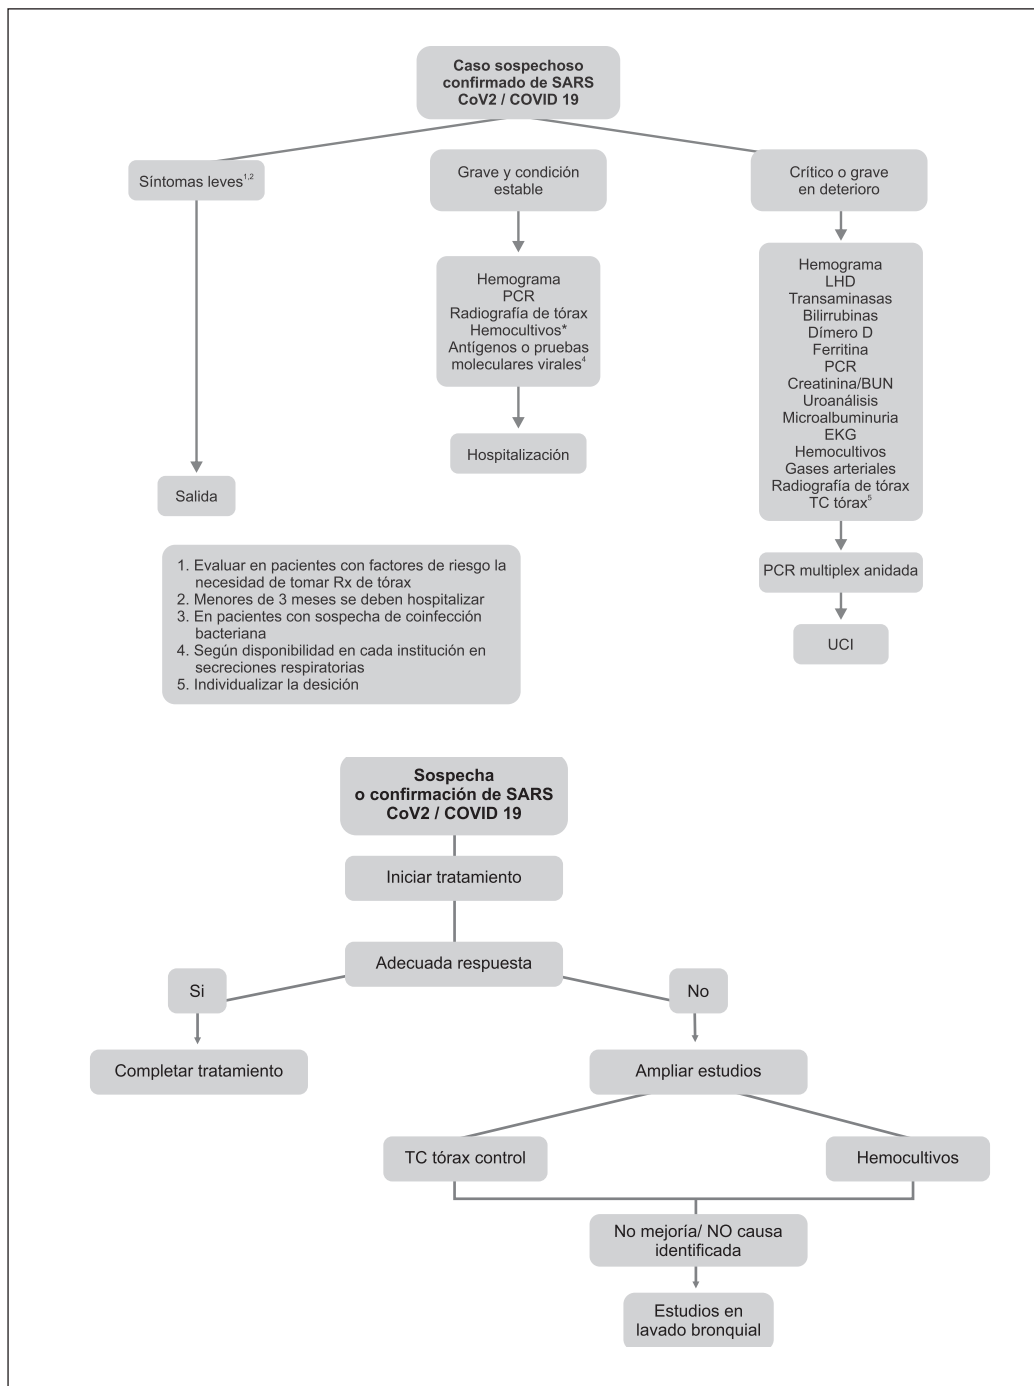 Caso sospechoso
confirmado de SARS
CoV2 / COVID 19
Síntomas leves1,2
Grave y condición
estable
Crítico o grave
en deterioro
Hemograma
PCR
Radiografía de tórax
Hemocultivos*
Antígenos o pruebas
moleculares virales4
Hospitalización
Salida
Hemograma
LHD
Transaminasas
Bilirrubinas
Dímero D
Ferritina
PCR
Creatinina/BUN
Uroanálisis
Microalbuminuria
EKG
Hemocultivos
Gases arteriales
Radiografía de tórax
TC tórax5
PCR multiplex anidada
UCI
1. Evaluar en pacientes con factores de riesgo la
necesidad de tomar Rx de tórax
2. Menores de 3 meses se deben hospitalizar
3. En pacientes con sospecha de coinfección
bacteriana
4. Según disponibilidad en cada institución en
secreciones respiratorias
5. Individualizar la desición
Sospecha
o confirmación de SARS
CoV2 / COVID 19
Iniciar tratamiento
Adecuada respuesta
Si
No
Completar tratamiento
Ampliar estudios
TC tórax control
Hemocultivos
No mejoría/ NO causa
identificada
Estudios en
lavado bronquial